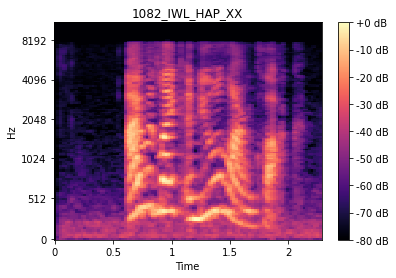 1082_IWL_HAP_XX
+0 dB
8192
-10 dB
4096
-20 dB
-30 dB
2048
-40 dB
Hz
1024
-50 dB
512
-60 dB
-70 dB
0
-80 dB
0 0.5 1 1.5 2
Time